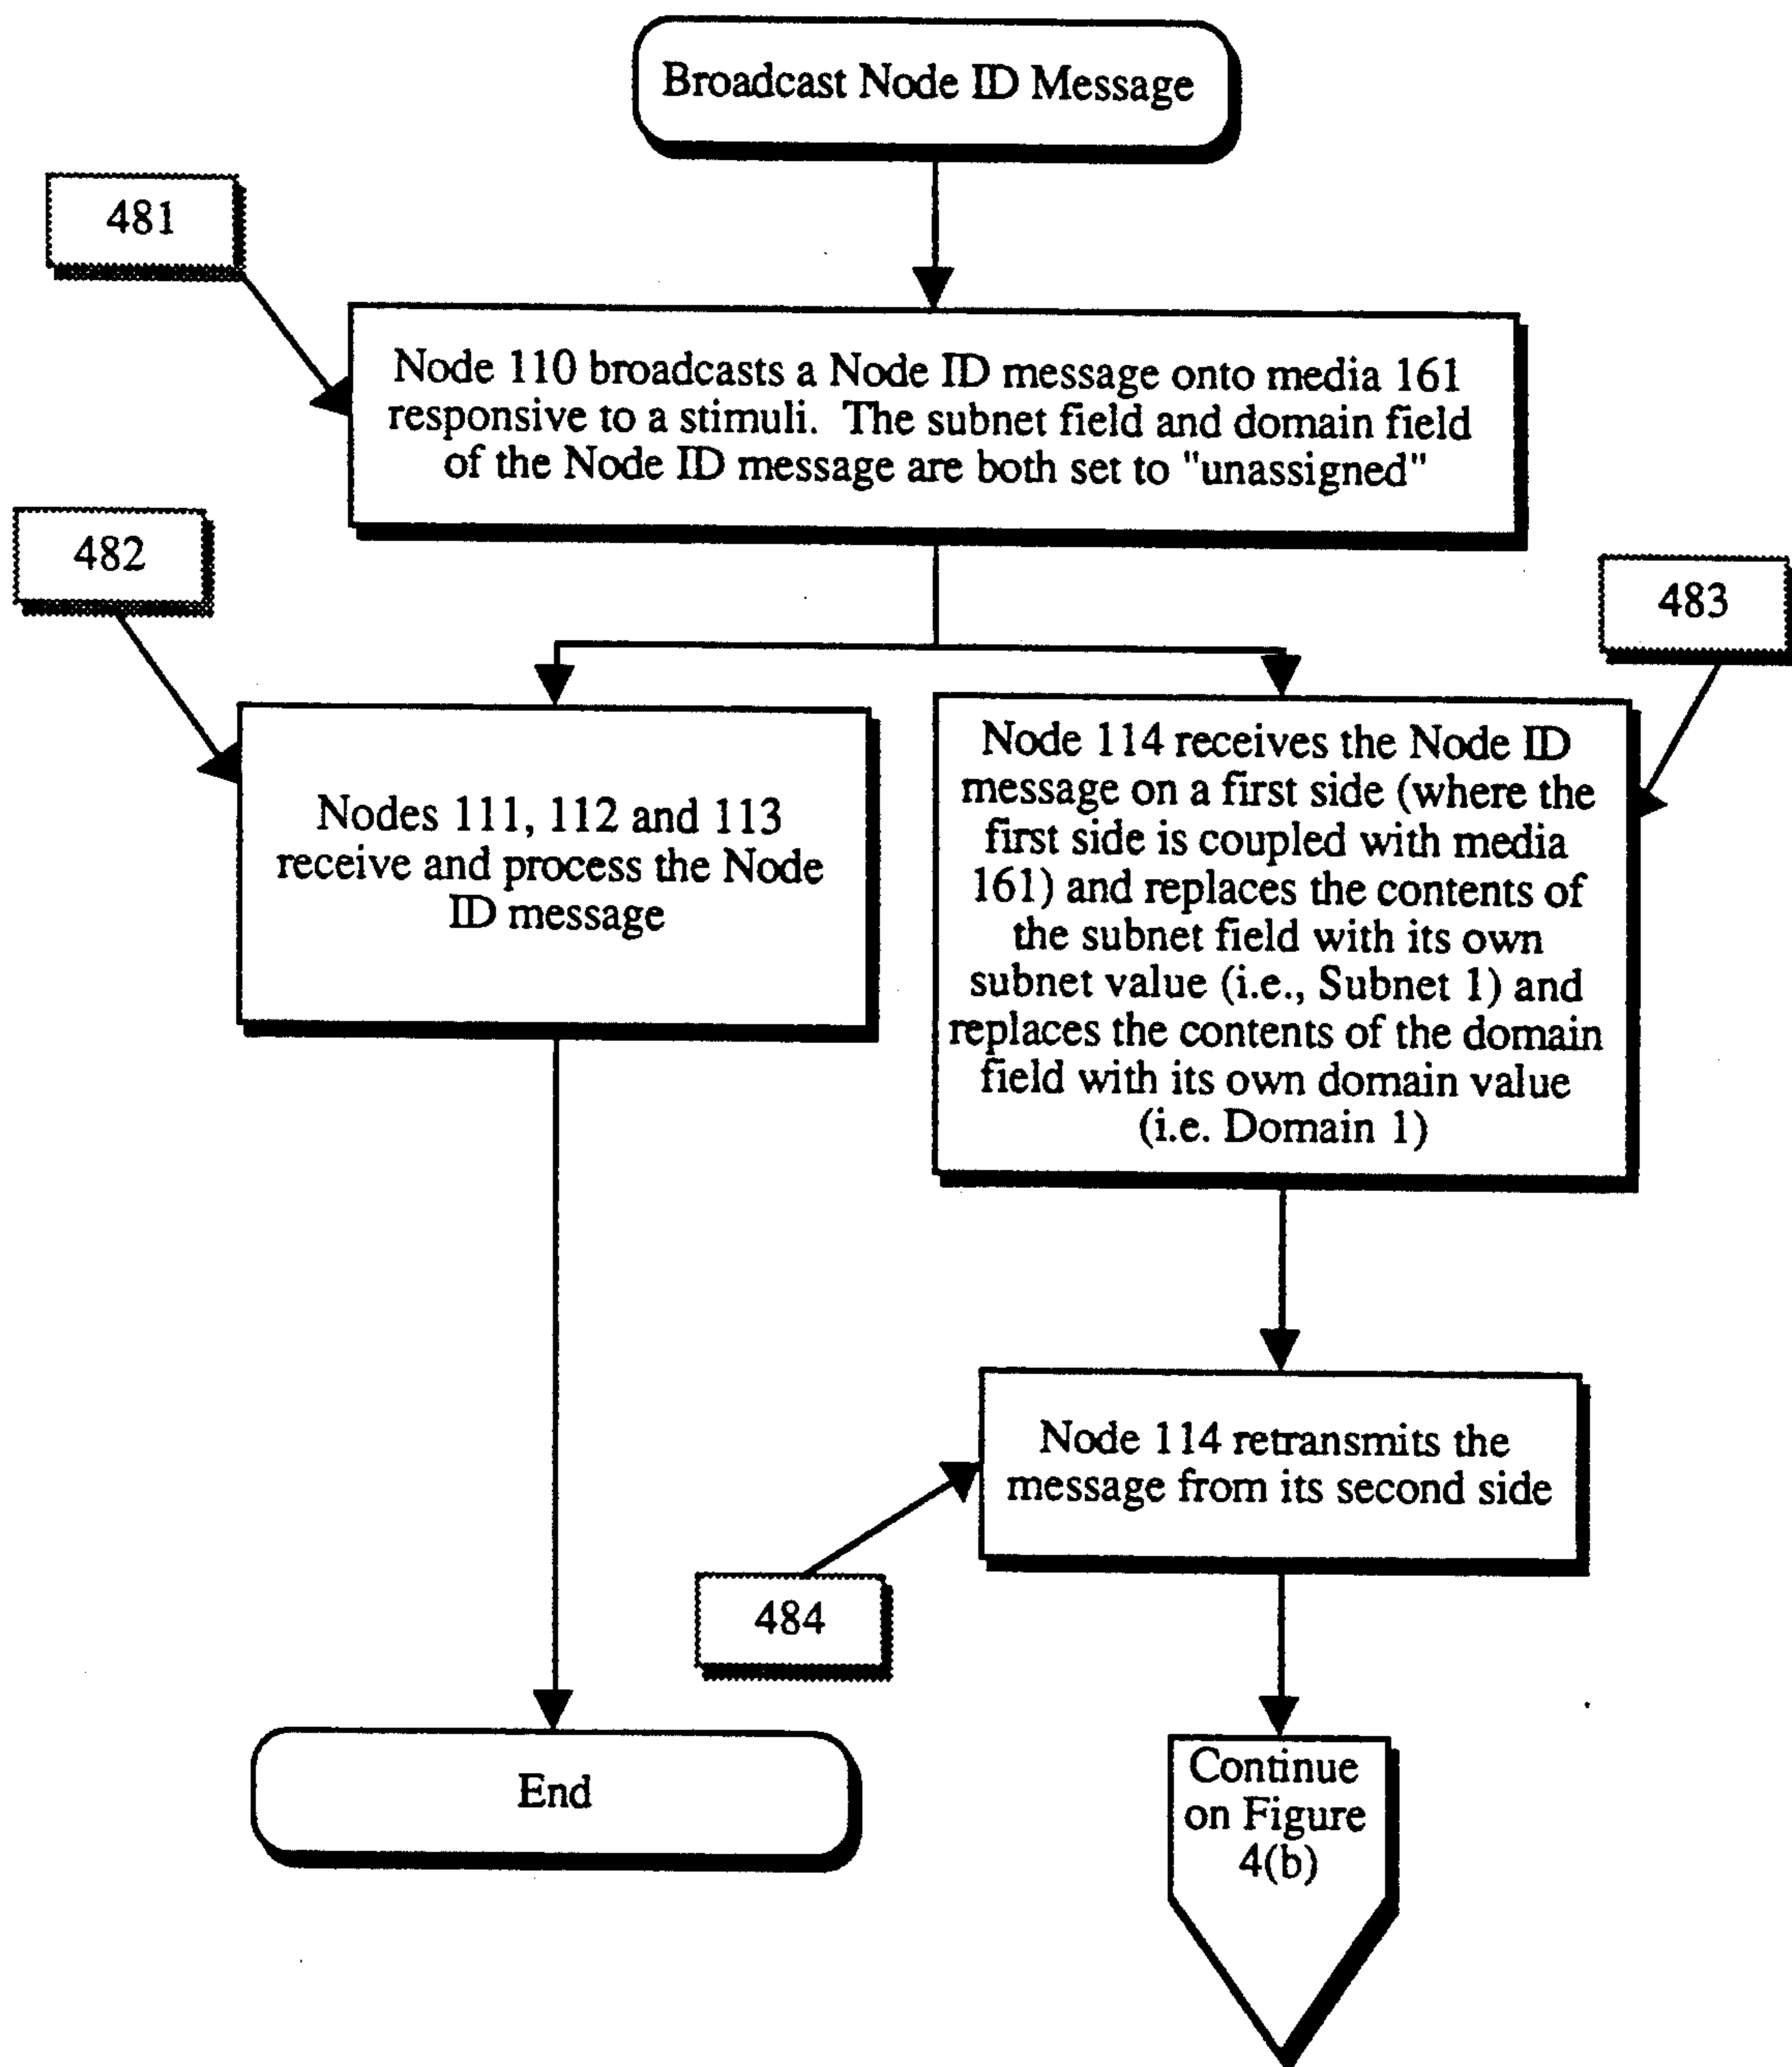 Broadcast Node ID Message
481
Node 110 broadcasts a Node ID message onto media 161
responsive to a stimuli. The subnet field and domain field
of the Node ID message are both set to "unassigned"
482
483
Nodes 111, 112 and 113
receive and process the Node
ID message
Node 114 receives the Node ID
message on a first side (where the
first side is coupled with media
161) and replaces the contents of
the subnet field with its own
subnet value (i.e., Subnet 1) and
replaces the contents of the domain
field with its own domain value
(i.e. Domain 1)
Node 114 retransmits the
message from its second side
484
End
Continue
on Figure
4(b)